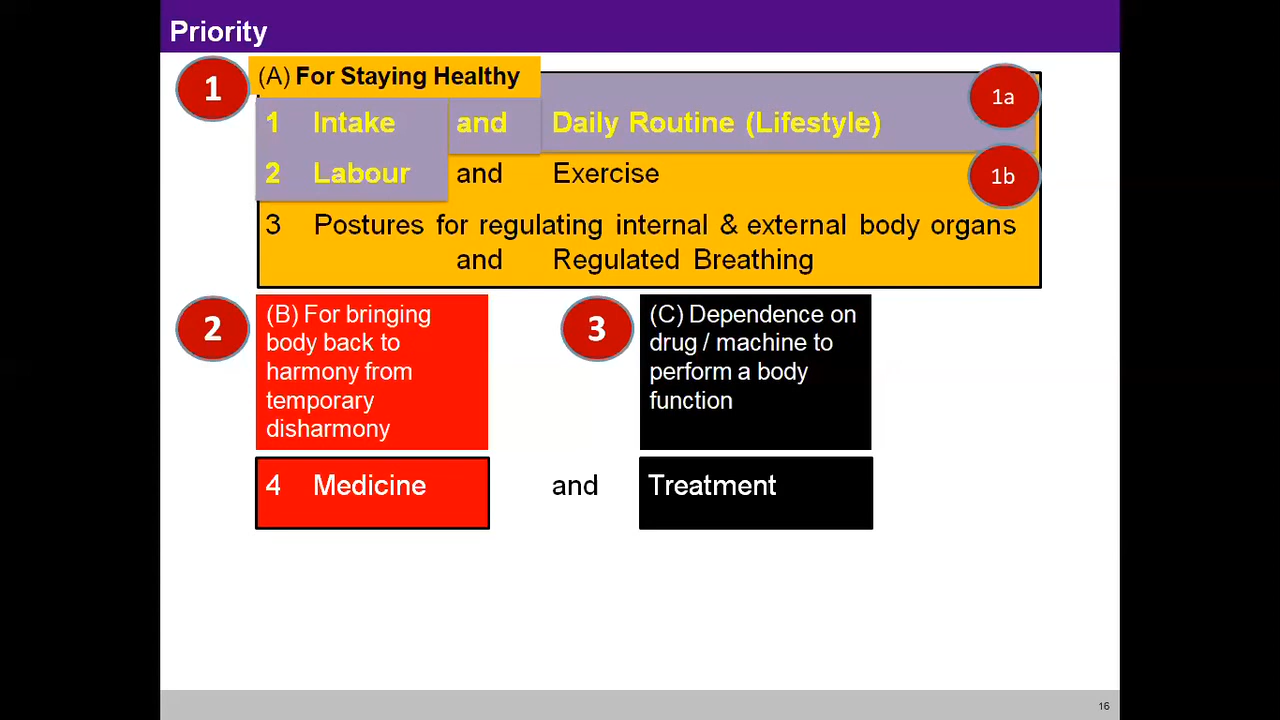 Priority
1
(A) For Staying Healthy
1a
1 Intake and Daily Routine (Lifestyle)
2 Labour and Exercise
1b
3 Postures for regulating internal & external body organs
and Regulated Breathing
2
(B) For bringing
body back to
harmony from
temporary
disharmony
3
(C) Dependence on
drug / machine to
perform a body
function
4 Medicine and Treatment
16